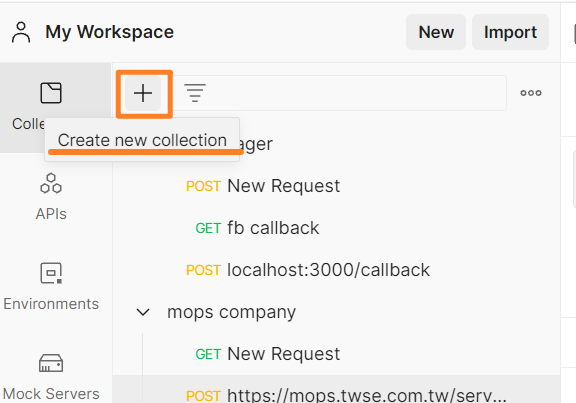 My Workspace
New
Import
Create new collection
ager
POST New Request
GET fb callback
POST localhost:3000/callback
APIs
Environments
mops company
GET New Request
Mock Servers
POST https://mops.twse.com.tw/serv...